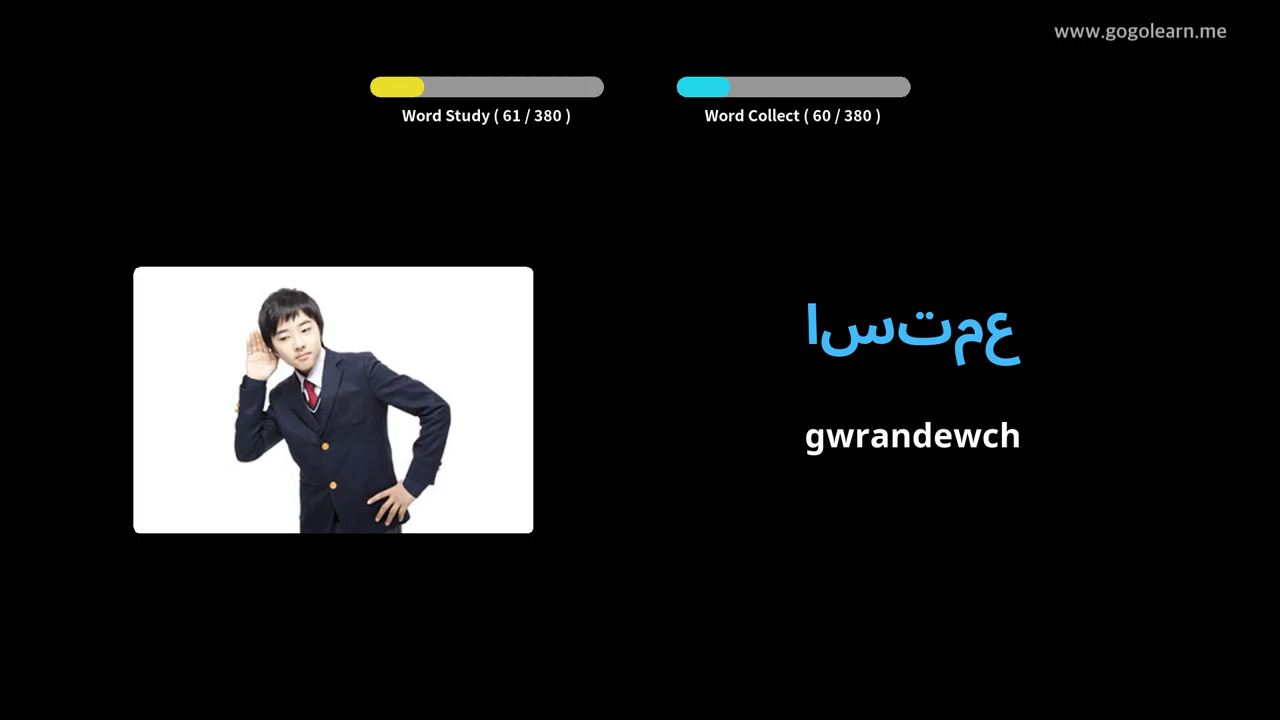 www.gogolearn.me
Word Study ( 61 / 380 )
Word Collect ( 60 / 380 )
استمع
gwrandewch